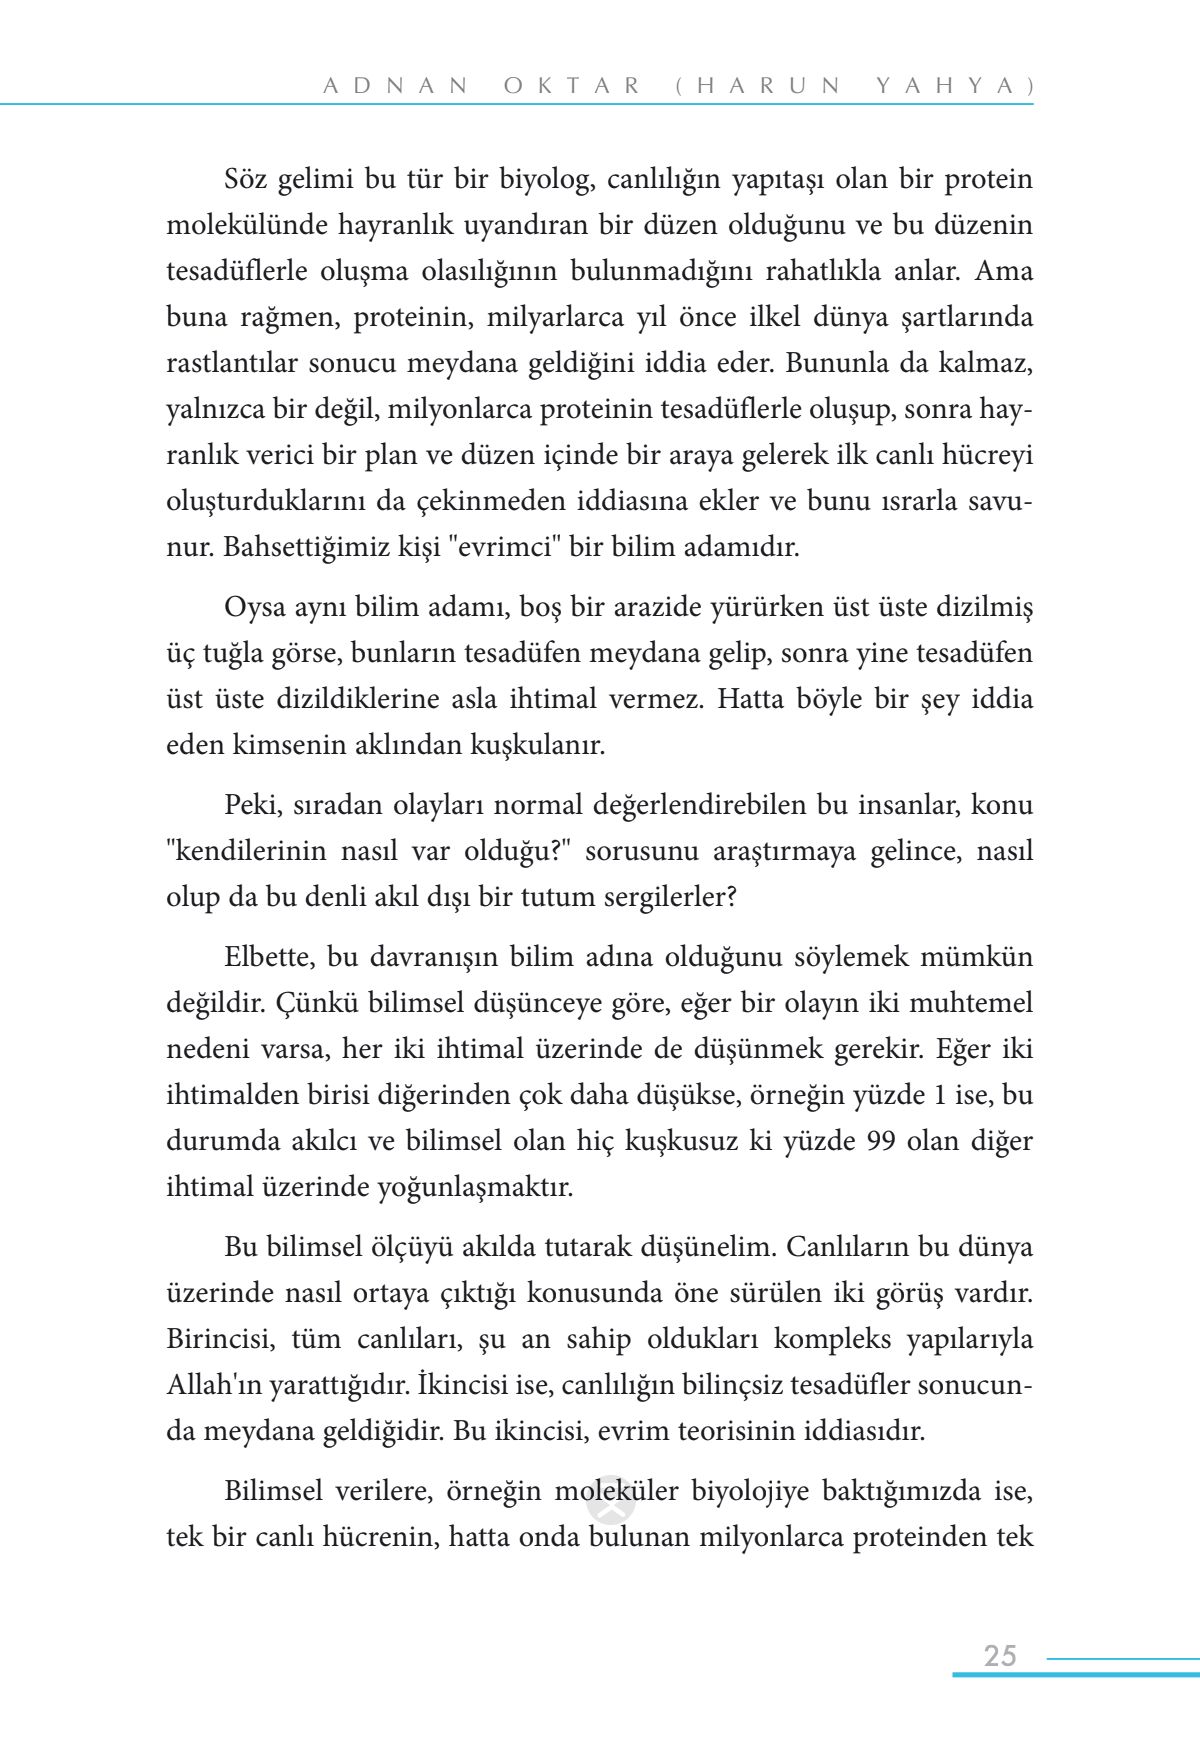 ADNAN OKTAR (HARUN YAHYA)
Söz gelimi bu tür bir biyolog, canlılığın yapıtaşı olan bir protein
molekülünde hayranlık uyandıran bir düzen olduğunu ve bu düzenin
tesadüflerle oluşma olasılığının bulunmadığını rahatlıkla anlar. Ama
buna rağmen, proteinin, milyarlarca yıl önce ilkel dünya şartlarında
rastlantılar sonucu meydana geldiğini iddia eder. Bununla da kalmaz,
yalnızca bir değil, milyonlarca proteinin tesadüflerle oluşup, sonra hay-
ranlık verici bir plan ve düzen içinde bir araya gelerek ilk canlı hücreyi
oluşturduklarını da çekinmeden iddiasına ekler ve bunu ısrarla savu-
nur. Bahsettiğimiz kişi "evrimci" bir bilim adamıdır.
Oysa aynı bilim adamı, boş bir arazide yürürken üst üste dizilmiş
üç tuğla görse, bunların tesadüfen meydana gelip, sonra yine tesadüfen
üst üste dizildiklerine asla ihtimal vermez. Hatta böyle bir şey iddia
eden kimsenin aklından kuşkulanır.
Peki, sıradan olayları normal değerlendirebilen bu insanlar, konu
"kendilerinin nasıl var olduğu?" sorusunu araştırmaya gelince, nasıl
olup da bu denli akıl dışı bir tutum sergilerler?
Elbette, bu davranışın bilim adına olduğunu söylemek mümkün
değildir. Çünkü bilimsel düşünceye göre, eğer bir olayın iki muhtemel
nedeni varsa, her iki ihtimal üzerinde de düşünmek gerekir. Eğer iki
ihtimalden birisi diğerinden çok daha düşükse, örneğin yüzde 1 ise, bu
durumda akılcı ve bilimsel olan hiç kuşkusuz ki yüzde 99 olan diğer
ihtimal üzerinde yoğunlaşmaktır.
Bu bilimsel ölçüyü akılda tutarak düşünelim. Canlıların bu dünya
üzerinde nasıl ortaya çıktığı konusunda öne sürülen iki görüş vardır.
Birincisi, tüm canlıları, şu an sahip oldukları kompleks yapılarıyla
Allah'ın yarattığıdır. İkincisi ise, canlılığın bilinçsiz tesadüfler sonucun-
da meydana geldiğidir. Bu ikincisi, evrim teorisinin iddiasıdır.
Bilimsel verilere, örneğin moleküler biyolojiye baktığımızda ise,
tek bir canlı hücrenin, hatta onda bulunan milyonlarca proteinden tek
25